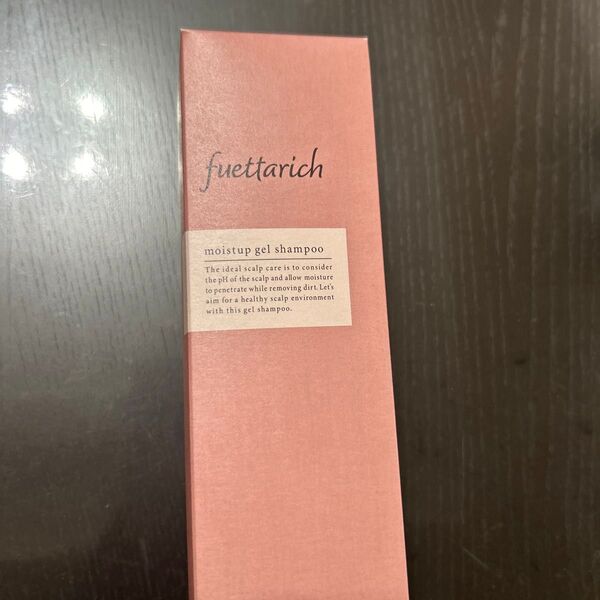 fuettarich
moistup gel shampoo
The ideal scalp care is to consider
the pH of the scalp and allow moisture
to penetrate while removing dirt. Let's
aim for a healthy scalp environment
with this gel shampoo.